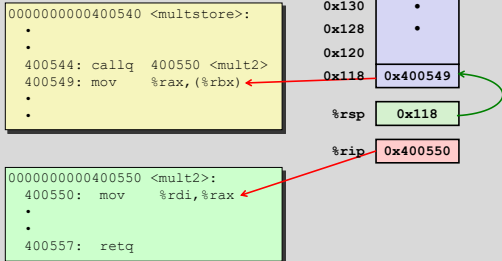 0000000000400540 <multstore>:
•
•
400544: callq  400550 <mult2>
400549: mov    %rax,(%rbx)
•
•
0x130 •
0x128 •
0x120
0x118 0x400549
%rsp 0x118
%rip 0x400550
0000000000400550 <mult2>:
400550:  mov    %rdi,%rax
•
•
400557:  retq